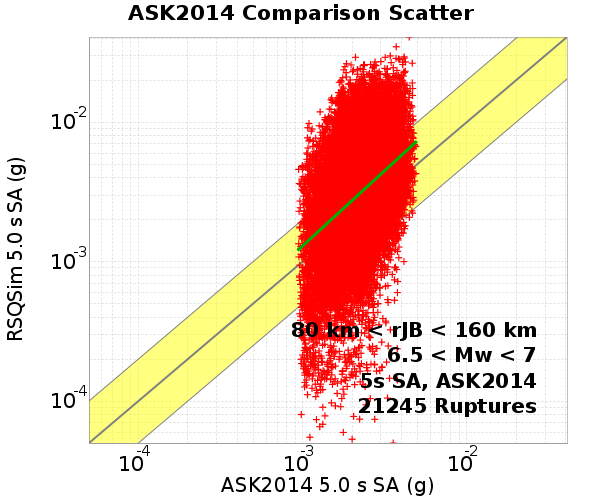 ASK2014 Comparison Scatter
RSQSim 5.0 s SA (g)
10-2
10-3
10-4
80 km < rJB < 160 km
6.5 < Mw < 7
5s SA, ASK2014
21245 Ruptures
10-4 10-3 10-2
ASK2014 5.0 s SA (g)